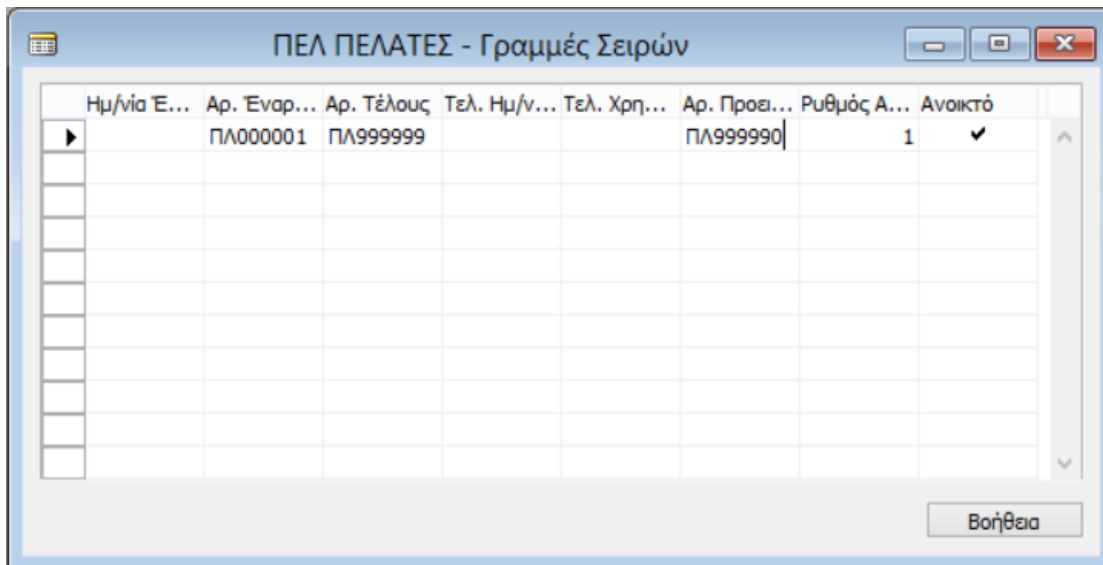 ΠΕΛ ΠΕΛΑΤΕΣ - Γραμμές Σειρών
Ημ/νία Έ... Αρ. Έναρ... Αρ. Τέλους Τελ. Ημ/ν... Τελ. Χρη... Αρ. Προει... Ρυθμός Α... Ανοικτό
ΠΛ000001 ΠΛ999999 ΠΛ999990 1 ✔
Βοήθεια